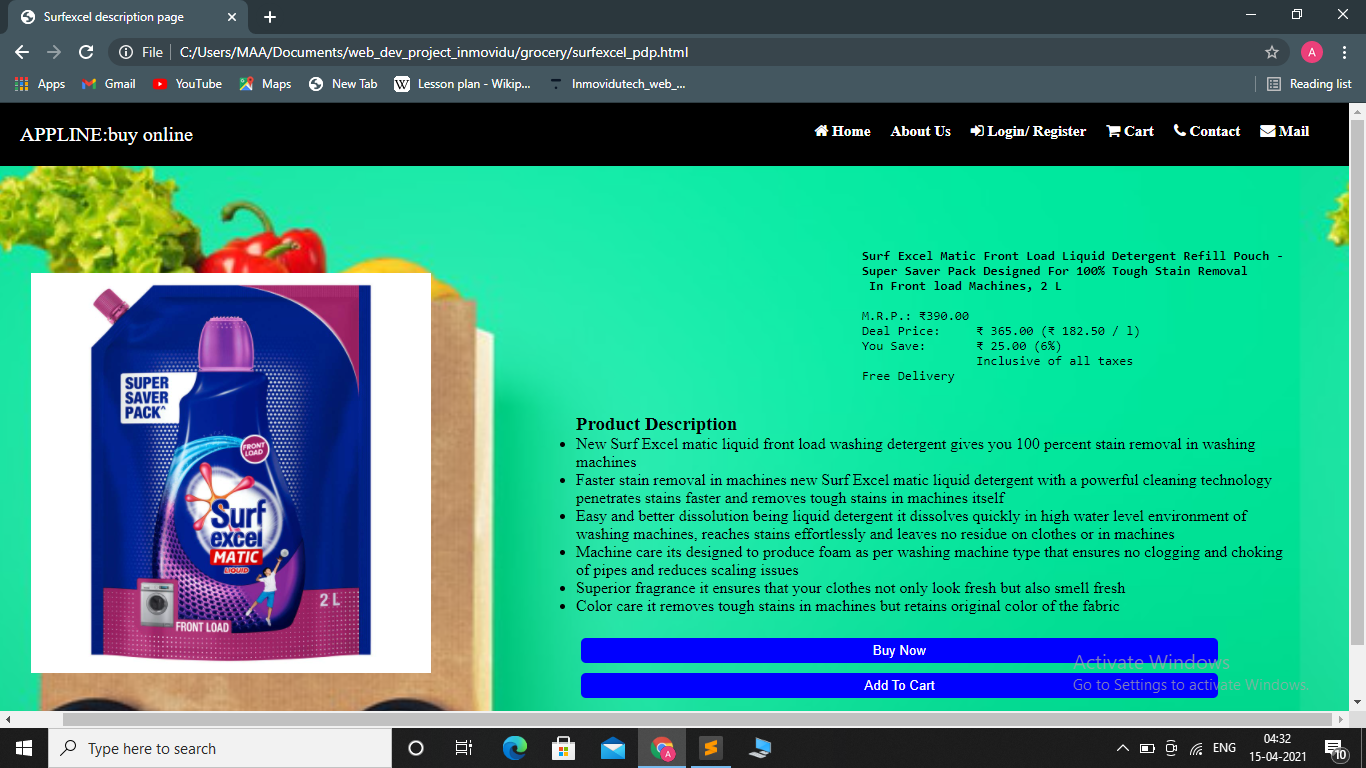 Surfexcel description page
File C:/Users/MAA/Documents/web_dev_project_inmovidu/grocery/surfexcel_pdp.html
A
Apps Gmail YouTube Maps New Tab W Lesson plan - Wikip... Inmovidutech_web_... Reading list
APPLINE:buy online Home About Us Login/ Register Cart Contact Mail
Surf Excel Matic Front Load Liquid Detergent Refill Pouch -
Super Saver Pack Designed For 100% Tough Stain Removal
In Front load Machines, 2 L
M.R.P.: ₹390.00
Deal Price: ₹ 365.00 (₹ 182.50 / l)
You Save: ₹ 25.00 (6%)
Inclusive of all taxes
Free Delivery
SUPER
SAVER
PACK^
FRONT
LOAD
Surf
excel
MATIC
LIQUID
2 L
FRONT LOAD
Product Description
• New Surf Excel matic liquid front load washing detergent gives you 100 percent stain removal in washing
machines
• Faster stain removal in machines new Surf Excel matic liquid detergent with a powerful cleaning technology
penetrates stains faster and removes tough stains in machines itself
• Easy and better dissolution being liquid detergent it dissolves quickly in high water level environment of
washing machines, reaches stains effortlessly and leaves no residue on clothes or in machines
• Machine care its designed to produce foam as per washing machine type that ensures no clogging and choking
of pipes and reduces scaling issues
• Superior fragrance it ensures that your clothes not only look fresh but also smell fresh
• Color care it removes tough stains in machines but retains original color of the fabric
Buy Now
Add To Cart
Activate Windows
Go to Settings to activate Windows.
Type here to search
A
ENG
04:32
15-04-2021
10